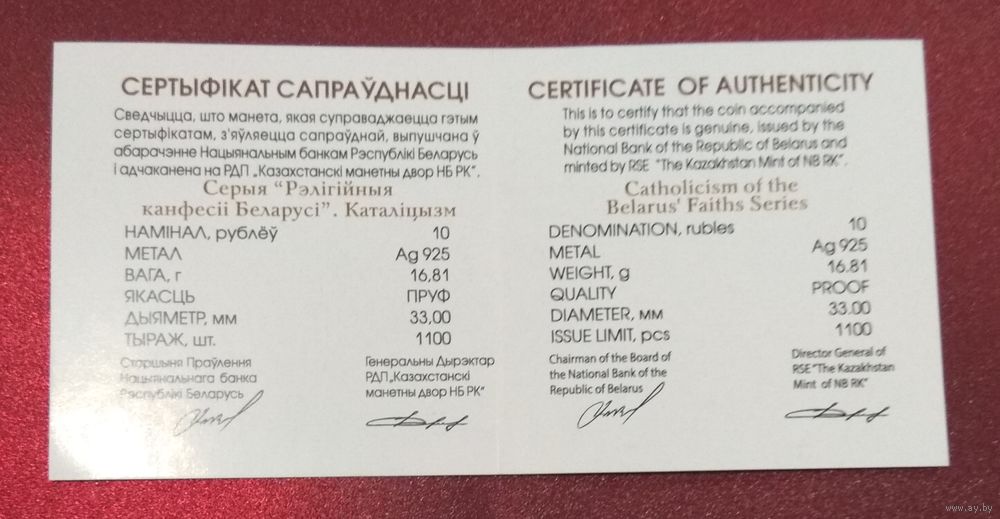 СЕРТЫФІКАТ САПРАЎДНАСЦІ
Сведчыцца, што манета, якая суправаджаецца гэтым
сертыфікатам, з'яўляецца сапраўднай, выпушчана ў
абарачэнне Нацыянальным банкам Рэспублікі Беларусь
і адчаканена на РДП „Казахстанскі манетны двор НБ РК".
Серыя "Рэлігійныя
канфесіі Беларусі". Каталіцызм
НАМІНАЛ, рублёў 10
МЕТАЛ Ag 925
ВАГА, г 16,81
ЯКАСЦЬ ПРУФ
ДЫЯМЕТР, мм 33,00
ТЫРАЖ, шт. 1100
Старшыня Праўлення
Нацыянальнага банка
Рэспублікі Беларусь
Генеральны Дырэктар
РДП „Казахстанскі
манетны двор НБ РК"
CERTIFICATE OF AUTHENTICITY
This is to certify that the coin accompanied
by this certificate is genuine, issued by the
National Bank of the Republic of Belarus and
minted by RSE "The Kazakhstan Mint of NB RK".
Catholicism of the
Belarus' Faiths Series
DENOMINATION, rubles 10
METAL Ag 925
WEIGHT, g 16.81
QUALITY PROOF
DIAMETER, мм 33.00
ISSUE LIMIT, pcs 1100
Chairman of the Board of
the National Bank of the
Republic of Belarus
Director General of
RSE "The Kazakhstan
Mint of NB RK"
www.ay.by